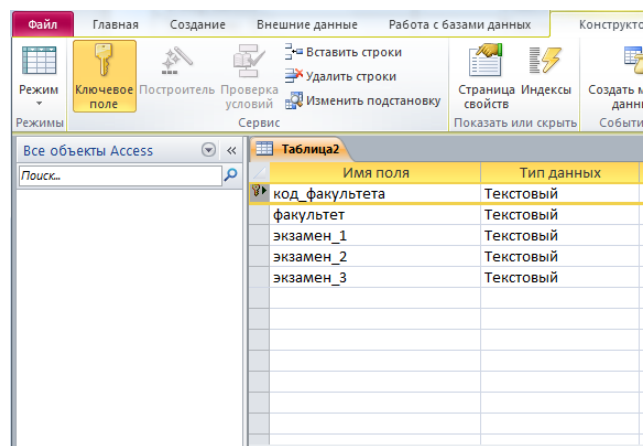 Файл Главная Создание Внешние данные Работа с базами данных Конструкто
Вставить строки
Удалить строки
Изменить подстановку
Режим Ключевое поле Построитель Проверка условий Страница свойств Индексы Создать м данн
Режимы Сервис Показать или скрыть Событи
Все объекты Access « Таблица2
Поиск...
Имя поля Тип данных
код_факультета Текстовый
факультет Текстовый
экзамен_1 Текстовый
экзамен_2 Текстовый
экзамен_3 Текстовый